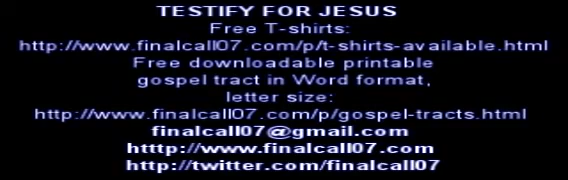 TESTIFY FOR JESUS
Free T-shirts:
http://www.finalcall07.com/p/t-shirts-available.html
Free downloadable printable
gospel tract in Word format,
letter size:
http://www.finalcall07.com/p/gospel-tracts.html
finalcall07@gmail.com
htttp://www.finalcall07.com
http://twitter.com/finalcall07